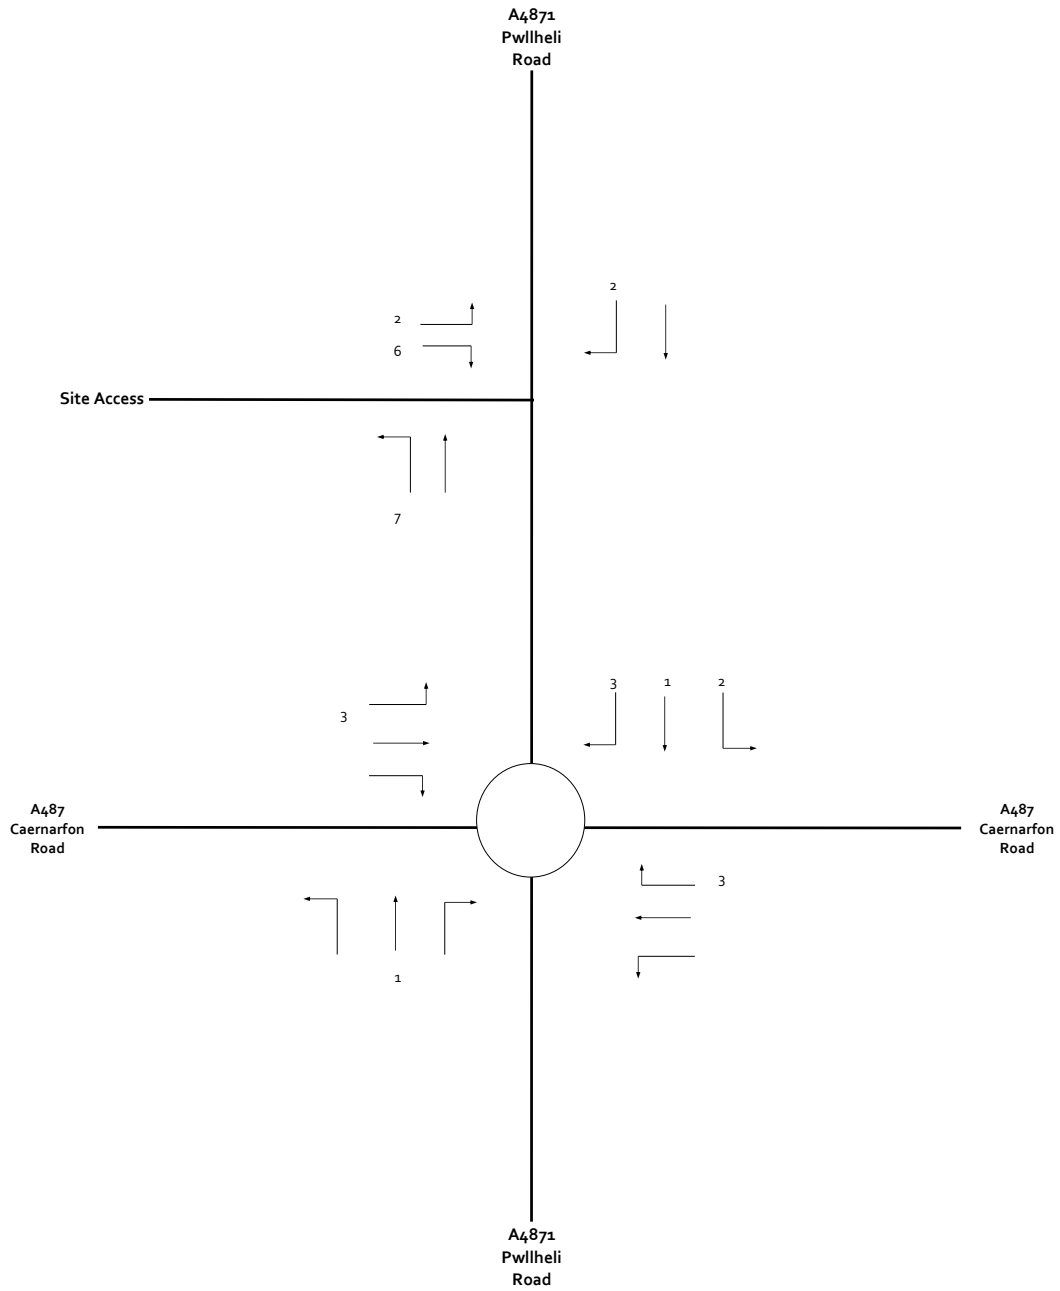 A4871
Pwllheli
Road
2
2
6
Site Access
7
3
1
2
3
A487
Caernarfon
Road
A487
Caernarfon
Road
3
1
A4871
Pwllheli
Road